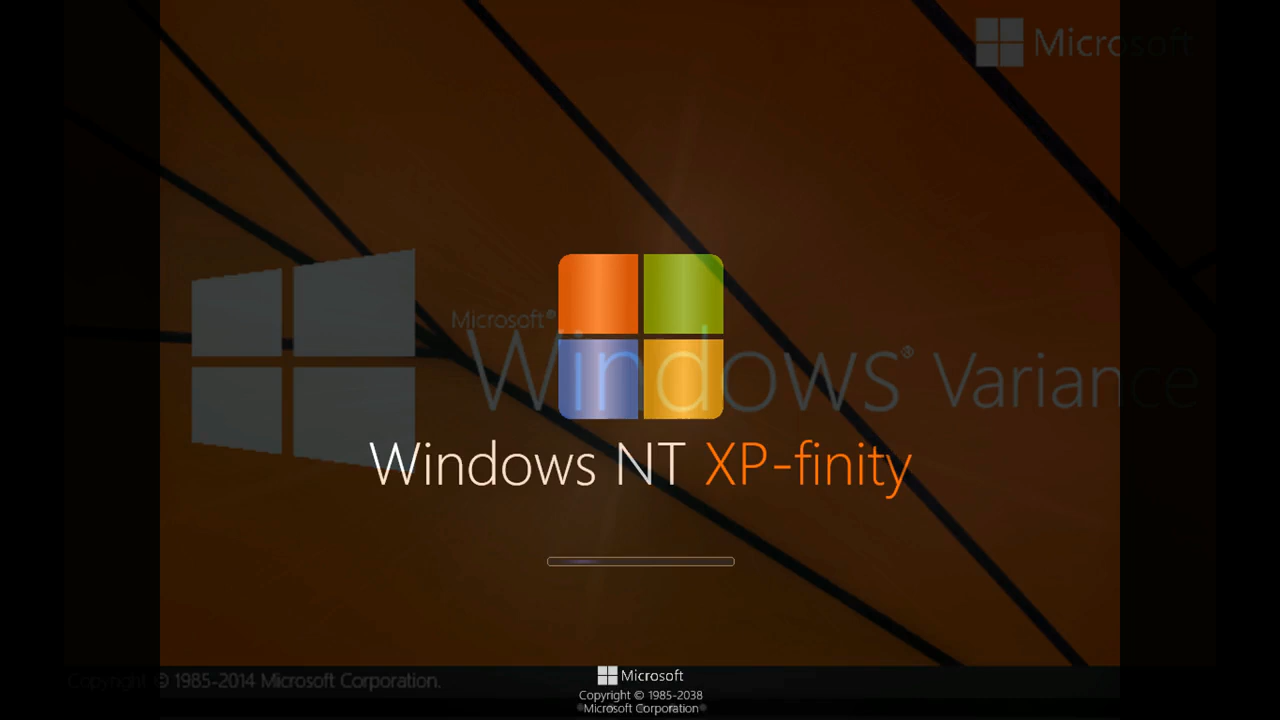 Microsoft
Microsoft®
Windows® Variance
Windows NT XP-finity
Copyright © 1985-2014 Microsoft Corporation.
Microsoft
Copyright © 1985-2038
Microsoft Corporation